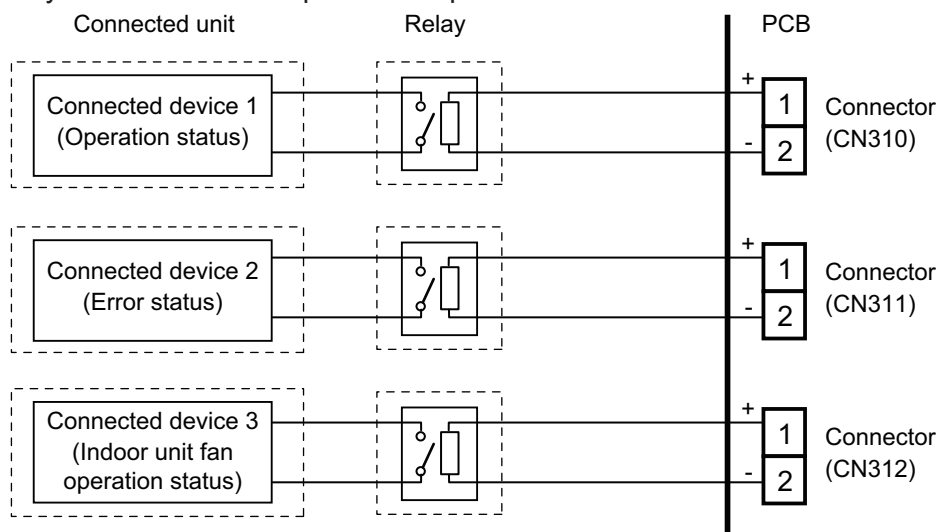 Connected unit
Relay
PCB
Connected device 1
(Operation status)
+
1
-
2
Connector
(CN310)
Connected device 2
(Error status)
+
1
-
2
Connector
(CN311)
Connected device 3
(Indoor unit fan
operation status)
+
1
-
2
Connector
(CN312)